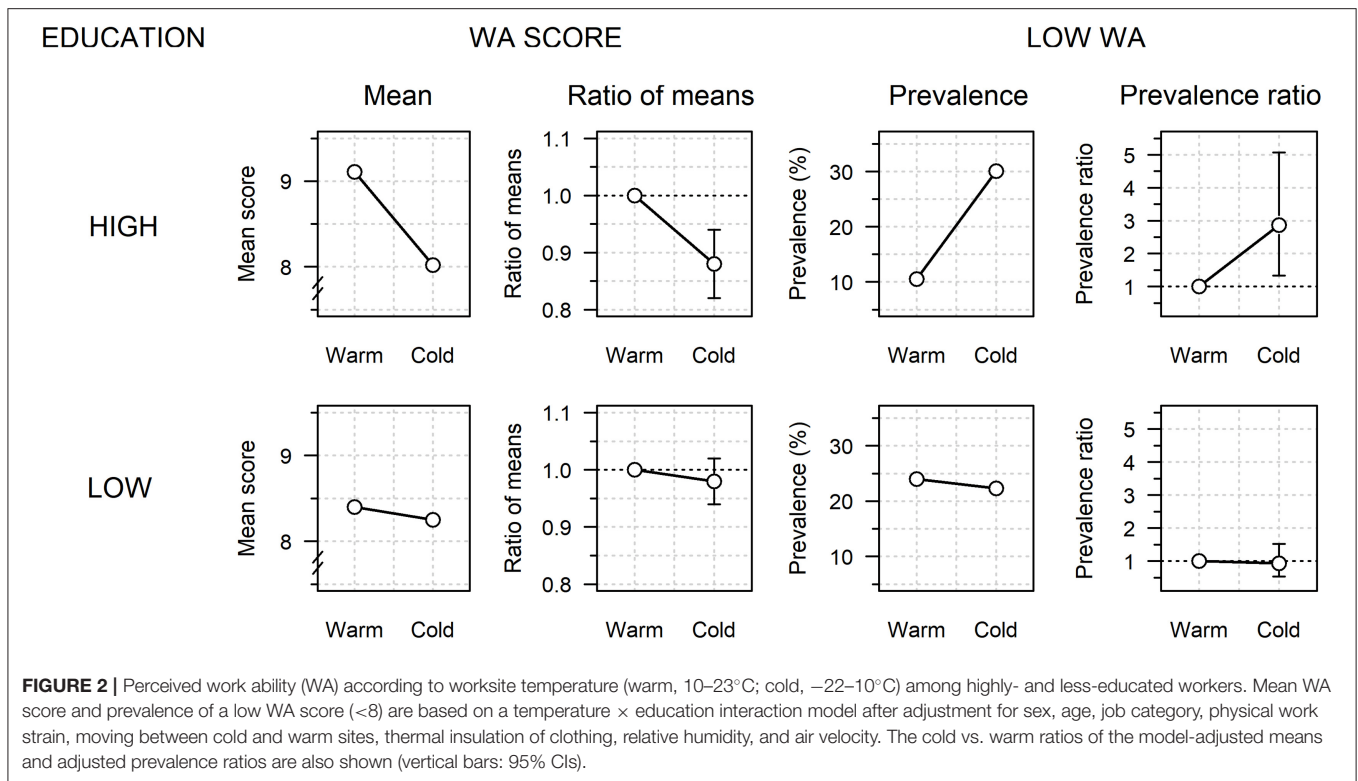 EDUCATION WA SCORE LOW WA
Mean Ratio of means Prevalence Prevalence ratio
HIGH
Mean score
9
8
Warm Cold
Ratio of means
1.1
1.0
0.9
0.8
Warm Cold
Prevalence (%)
30
20
10
Warm Cold
Prevalence ratio
5
4
3
2
1
Warm Cold
LOW
Mean score
9
8
Warm Cold
Ratio of means
1.1
1.0
0.9
0.8
Warm Cold
Prevalence (%)
30
20
10
Warm Cold
Prevalence ratio
5
4
3
2
1
Warm Cold
FIGURE 2 | Perceived work ability (WA) according to worksite temperature (warm, 10–23°C; cold, −22–10°C) among highly- and less-educated workers. Mean WA
score and prevalence of a low WA score (<8) are based on a temperature × education interaction model after adjustment for sex, age, job category, physical work
strain, moving between cold and warm sites, thermal insulation of clothing, relative humidity, and air velocity. The cold vs. warm ratios of the model-adjusted means
and adjusted prevalence ratios are also shown (vertical bars: 95% CIs).